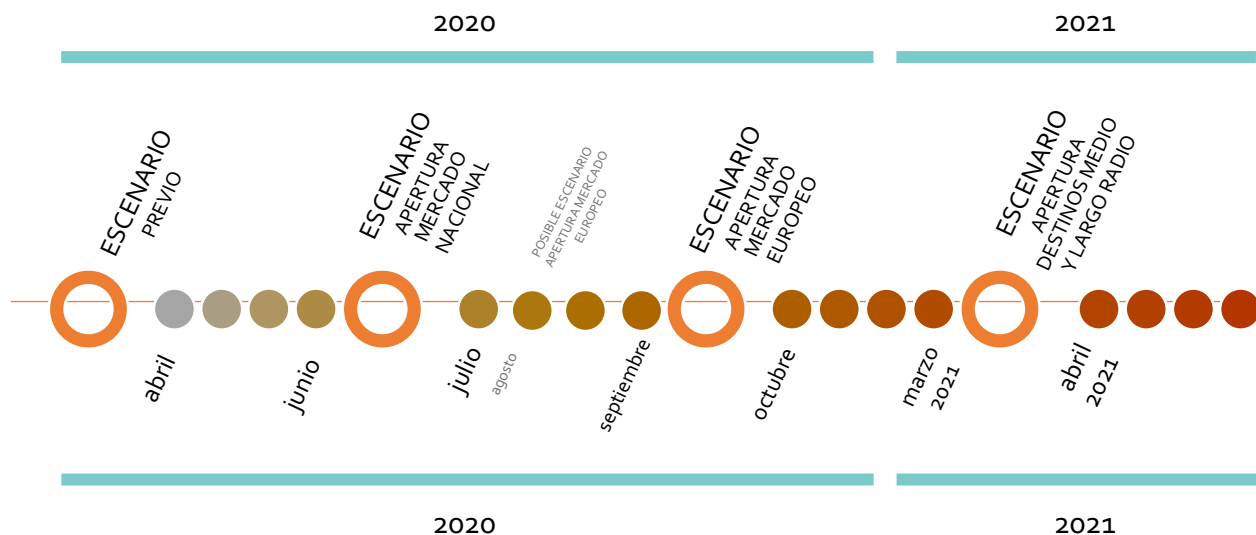 2020
2021
ESCENARIO
PREVIO
ESCENARIO
APERTURA
MERCADO
NACIONAL
POSIBLE ESCENARIO
APERTURA MERCADO
EUROPEO
ESCENARIO
APERTURA
MERCADO
EUROPEO
ESCENARIO
APERTURA
DESTINOS MEDIO
Y LARGO RADIO
abril
junio
julio
agosto
septiembre
octubre
marzo
2021
abril
2021
2020
2021